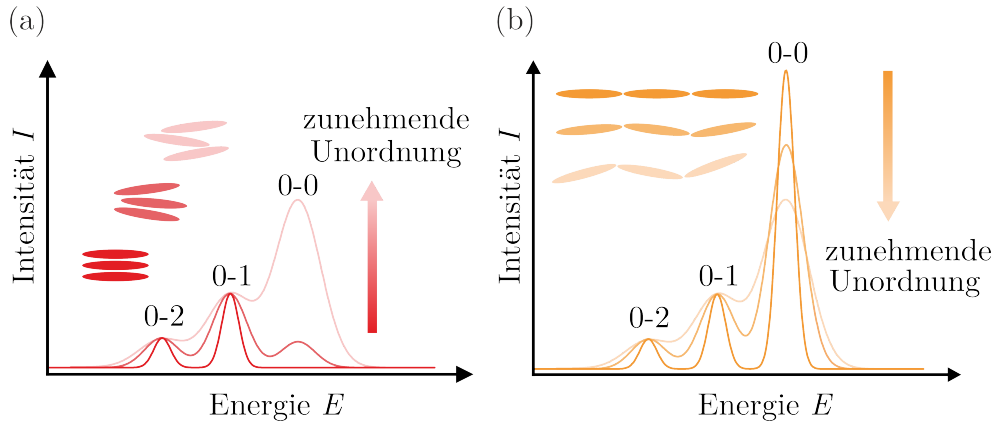 (a)
Intensität I
0-2
0-1
0-0
zunehmende
Unordnung
Energie E
(b)
Intensität I
0-2
0-1
0-0
zunehmende
Unordnung
Energie E